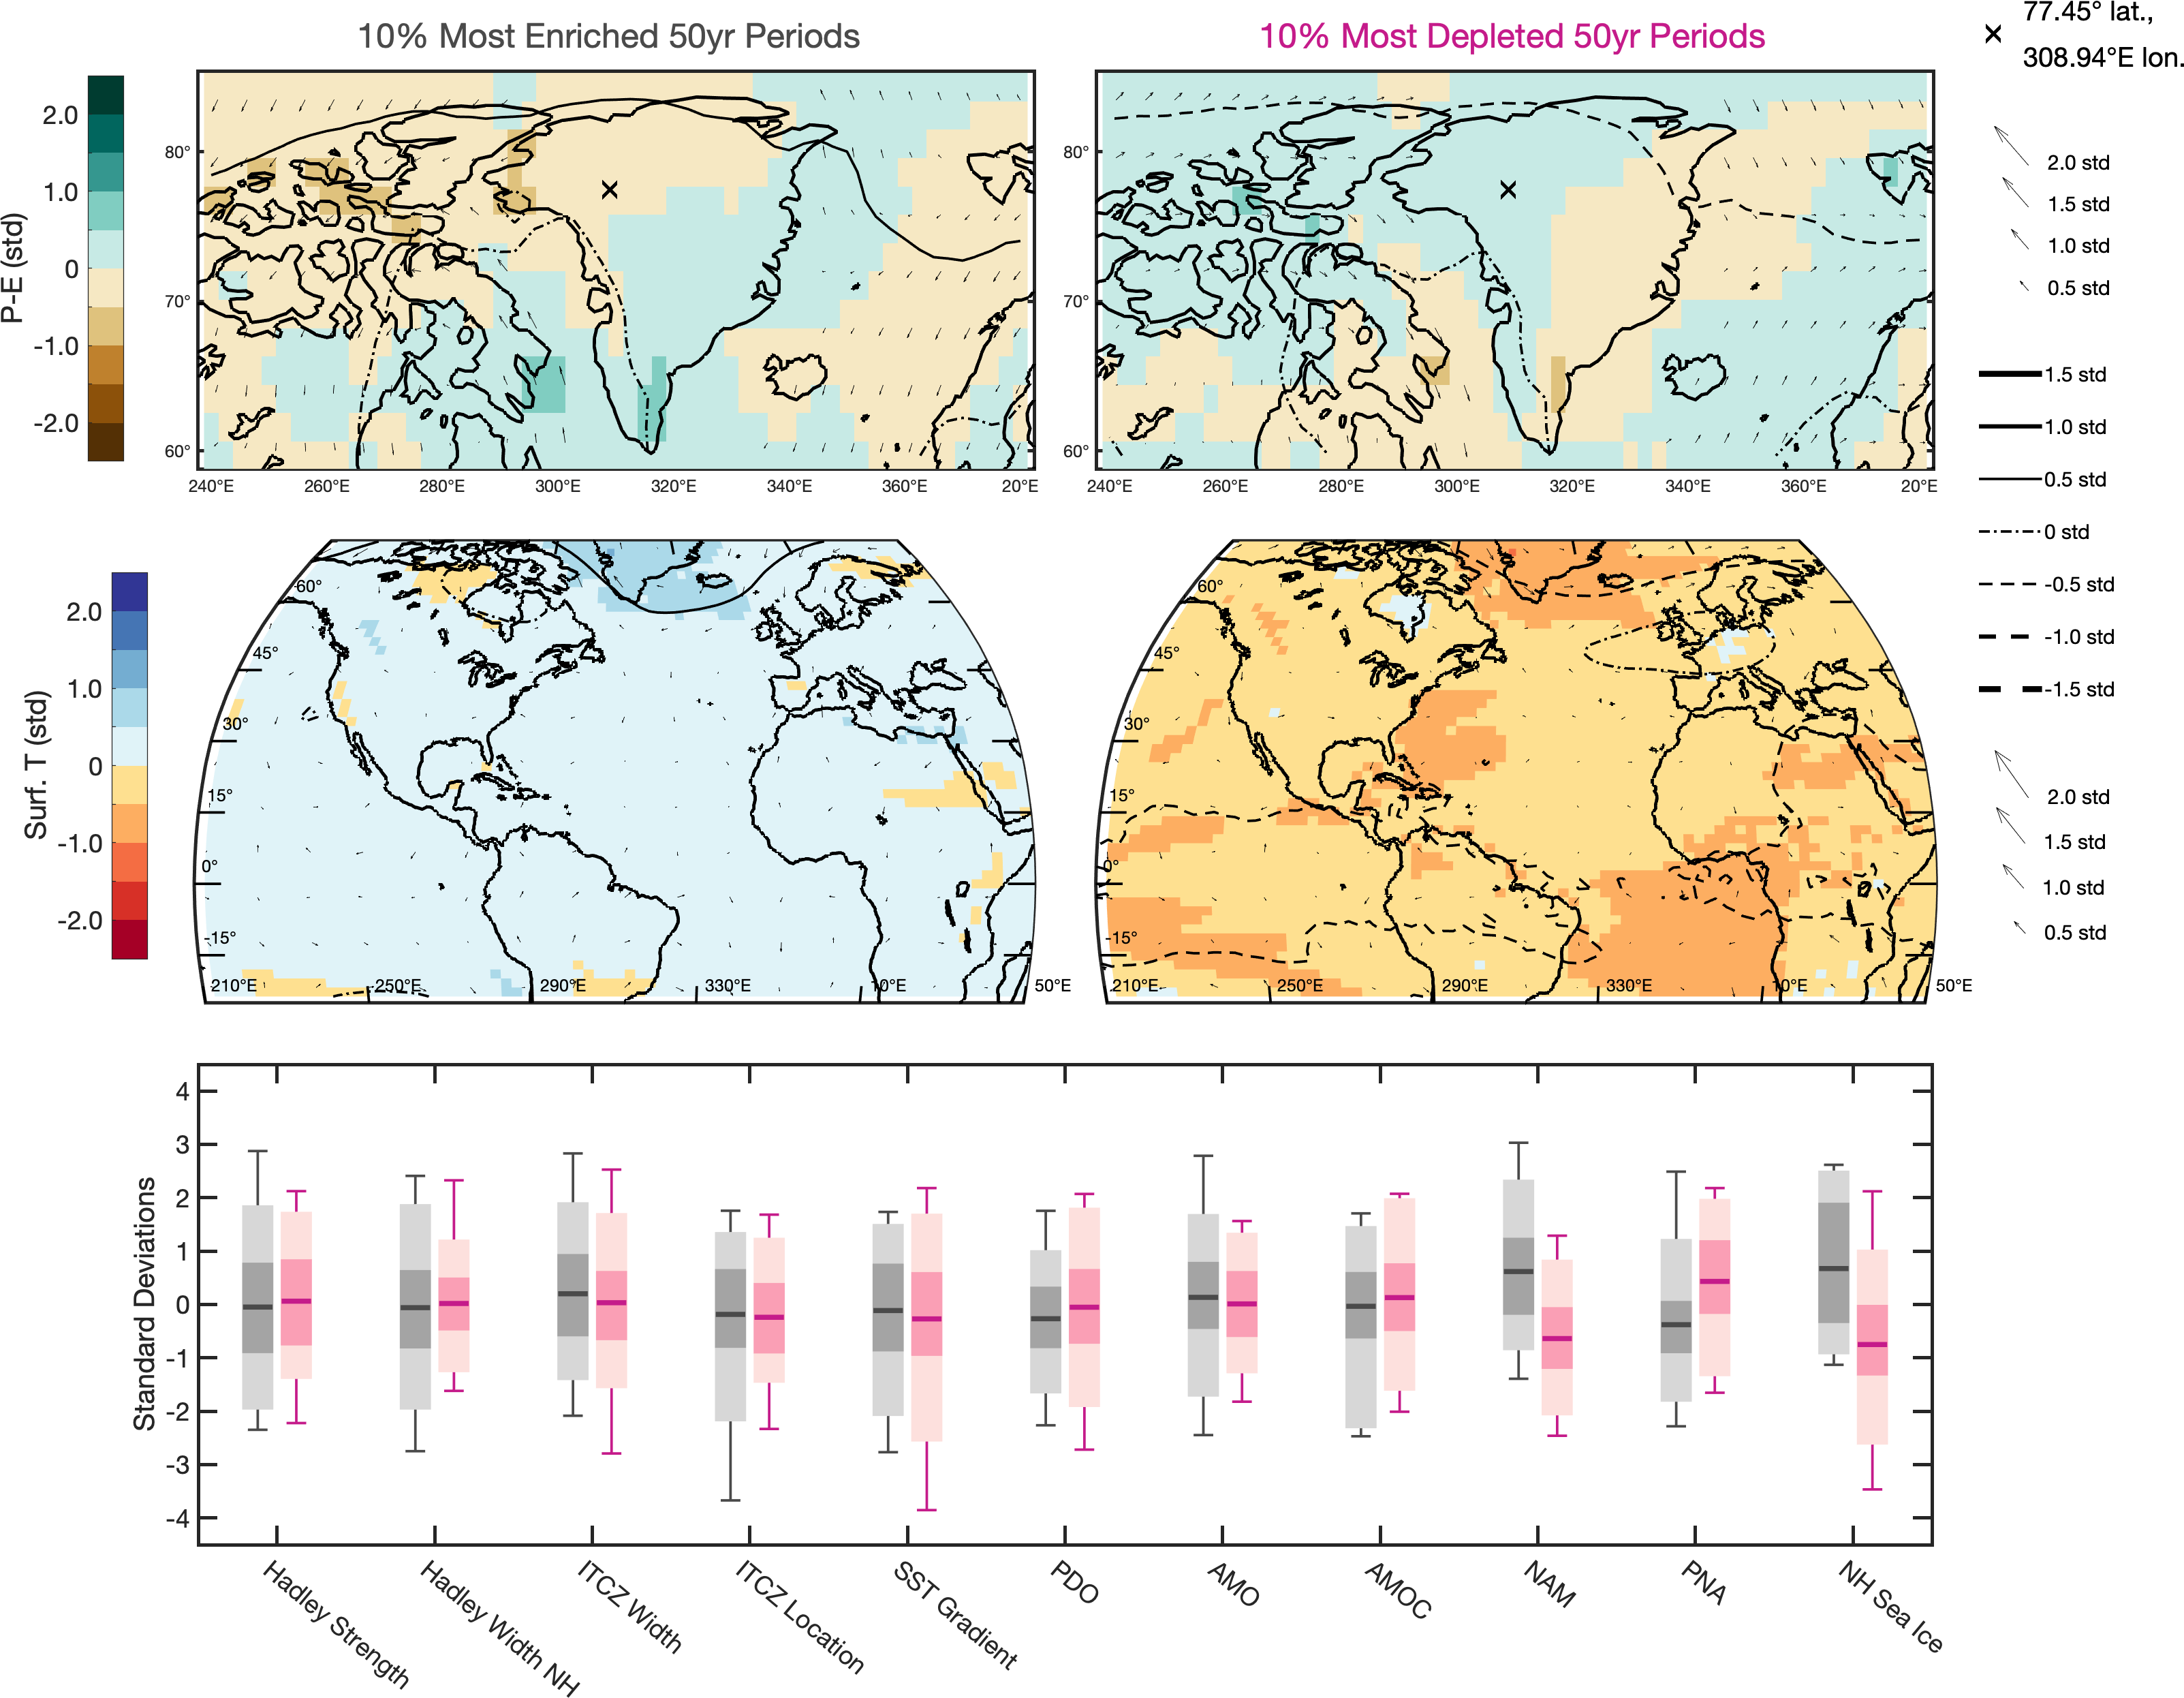 10% Most Enriched 50yr Periods
10% Most Depleted 50yr Periods
77.45° lat.,
308.94°E lon.
P-E (std)
2.0
1.0
0
-1.0
-2.0
80°
70°
60°
240°E 260°E 280°E 300°E 320°E 340°E 360°E 20°E
80°
70°
60°
240°E 260°E 280°E 300°E 320°E 340°E 360°E 20°E
2.0 std
1.5 std
1.0 std
0.5 std
1.5 std
1.0 std
0.5 std
0 std
-0.5 std
-1.0 std
-1.5 std
Surf. T (std)
2.0
1.0
0
-1.0
-2.0
60°
45°
30°
15°
0°
-15°
210°E 250°E 290°E 330°E 10°E 50°E
60°
45°
30°
15°
0°
-15°
210°E 250°E 290°E 330°E 10°E 50°E
2.0 std
1.5 std
1.0 std
0.5 std
Standard Deviations
4
3
2
1
0
-1
-2
-3
-4
Hadley Strength
Hadley Width NH
ITCZ Width
ITCZ Location
SST Gradient
PDO
AMO
AMOC
NAM
PNA
NH Sea Ice